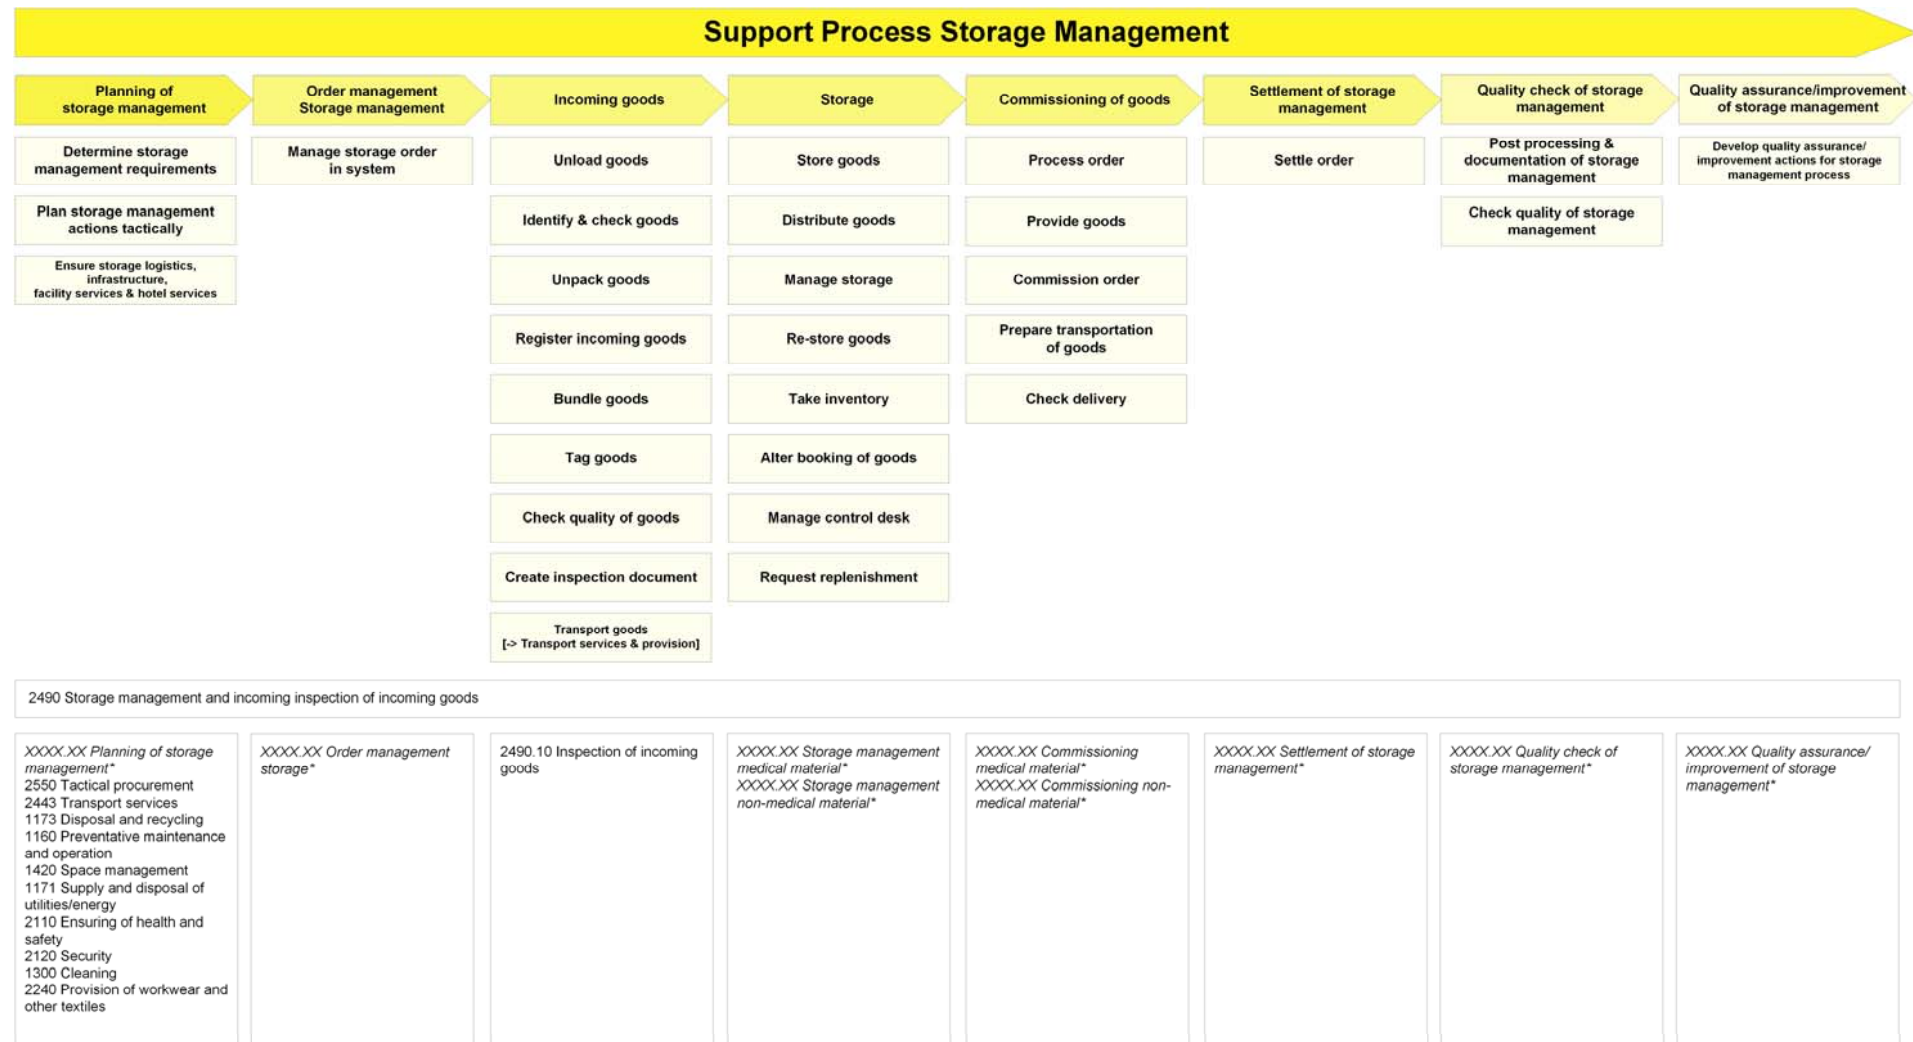 Support Process Storage Management
Planning of
storage management
Order management
Storage management
Incoming goods
Storage
Commissioning of goods
Settlement of storage
management
Quality check of storage
management
Quality assurance/improvement
of storage management
Determine storage
management requirements
Plan storage management
actions tactically
Ensure storage logistics,
infrastructure,
facility services & hotel services
Manage storage order
in system
Unload goods
Identify & check goods
Unpack goods
Register incoming goods
Bundle goods
Tag goods
Check quality of goods
Create inspection document
Transport goods
[-> Transport services & provision]
Store goods
Distribute goods
Manage storage
Re-store goods
Take inventory
Alter booking of goods
Manage control desk
Request replenishment
Process order
Provide goods
Commission order
Prepare transportation
of goods
Check delivery
Settle order
Post processing &
documentation of storage
management
Check quality of storage
management
Develop quality assurance/
improvement actions for storage
management process
2490 Storage management and incoming inspection of incoming goods
XXXX.XX Planning of storage
management*
2550 Tactical procurement
2443 Transport services
1173 Disposal and recycling
1160 Preventative maintenance
and operation
1420 Space management
1171 Supply and disposal of
utilities/energy
2110 Ensuring of health and
safety
2120 Security
1300 Cleaning
2240 Provision of workwear and
other textiles
XXXX.XX Order management
storage*
2490.10 Inspection of incoming
goods
XXXX.XX Storage management
medical material*
XXXX.XX Storage management
non-medical material*
XXXX.XX Commissioning
medical material*
XXXX.XX Commissioning non-
medical material*
XXXX.XX Settlement of storage
management*
XXXX.XX Quality check of
storage management*
XXXX.XX Quality assurance/
improvement of storage
management*